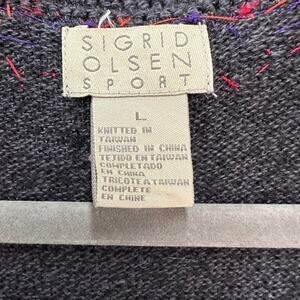 SIGRID
OLSEN
SPORT
L
KNITTED IN
TAIWAN
FINISHED IN CHINA
TEJIDO EN TAIWAN
COMPLETADO
EN CHINA
TRICOTE A TAIWAN
COMPLETE
EN CHINE